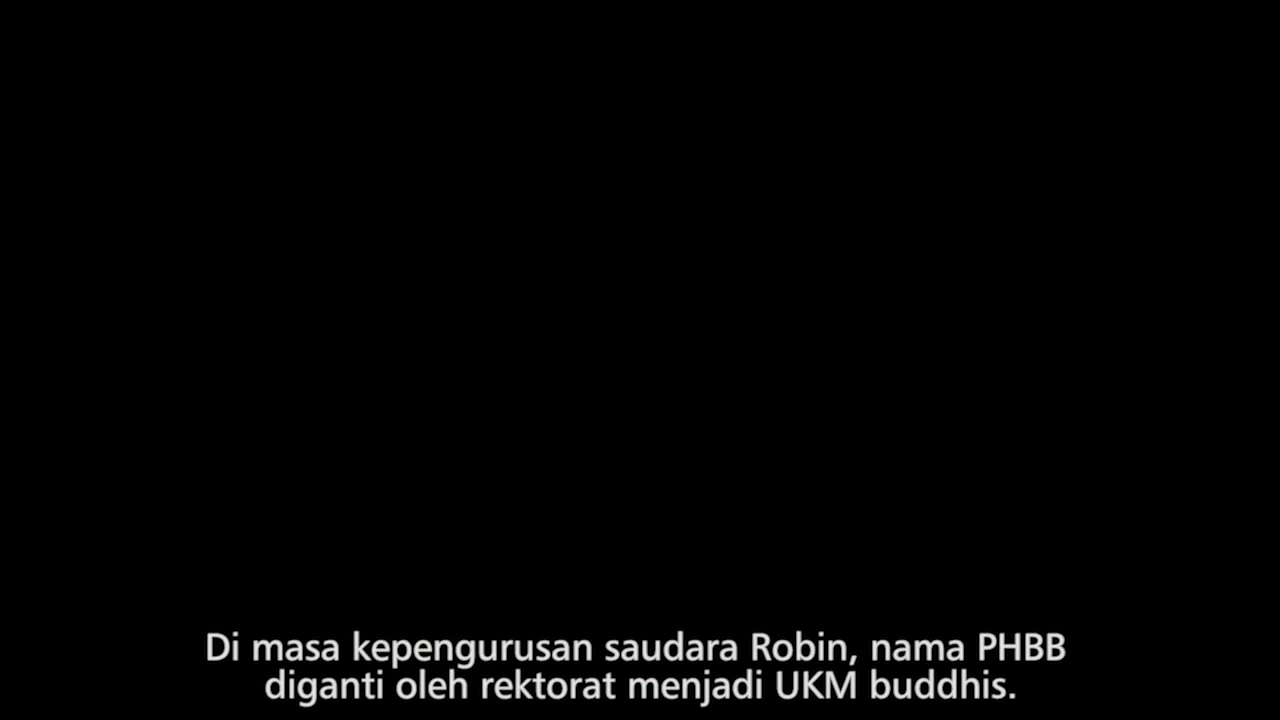 Di masa kepengurusan saudara Robin, nama PHBB
diganti oleh rektorat menjadi UKM buddhis.